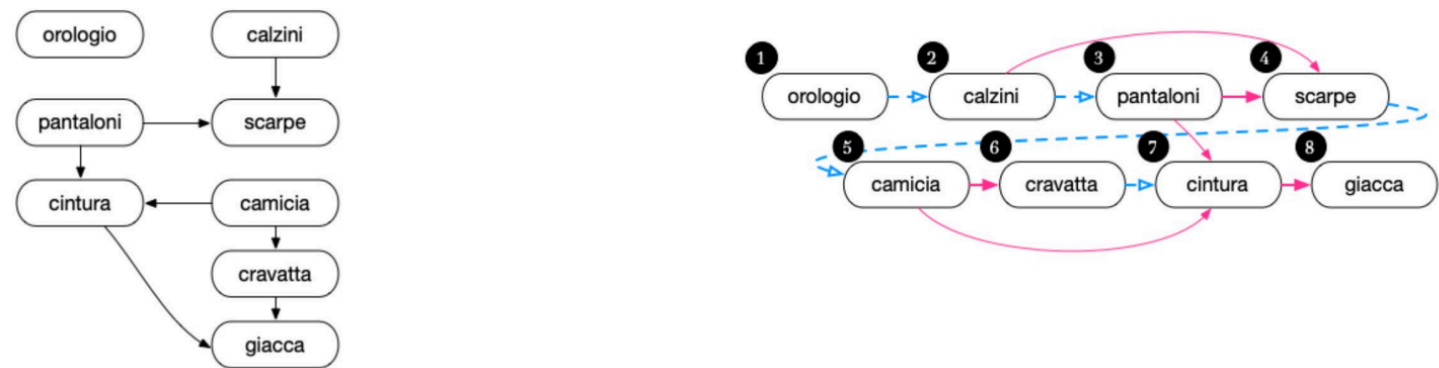 orologio
calzini
pantaloni
scarpe
cintura
camicia
cravatta
giacca
1
2
3
4
orologio
calzini
pantaloni
scarpe
5
6
7
8
camicia
cravatta
cintura
giacca